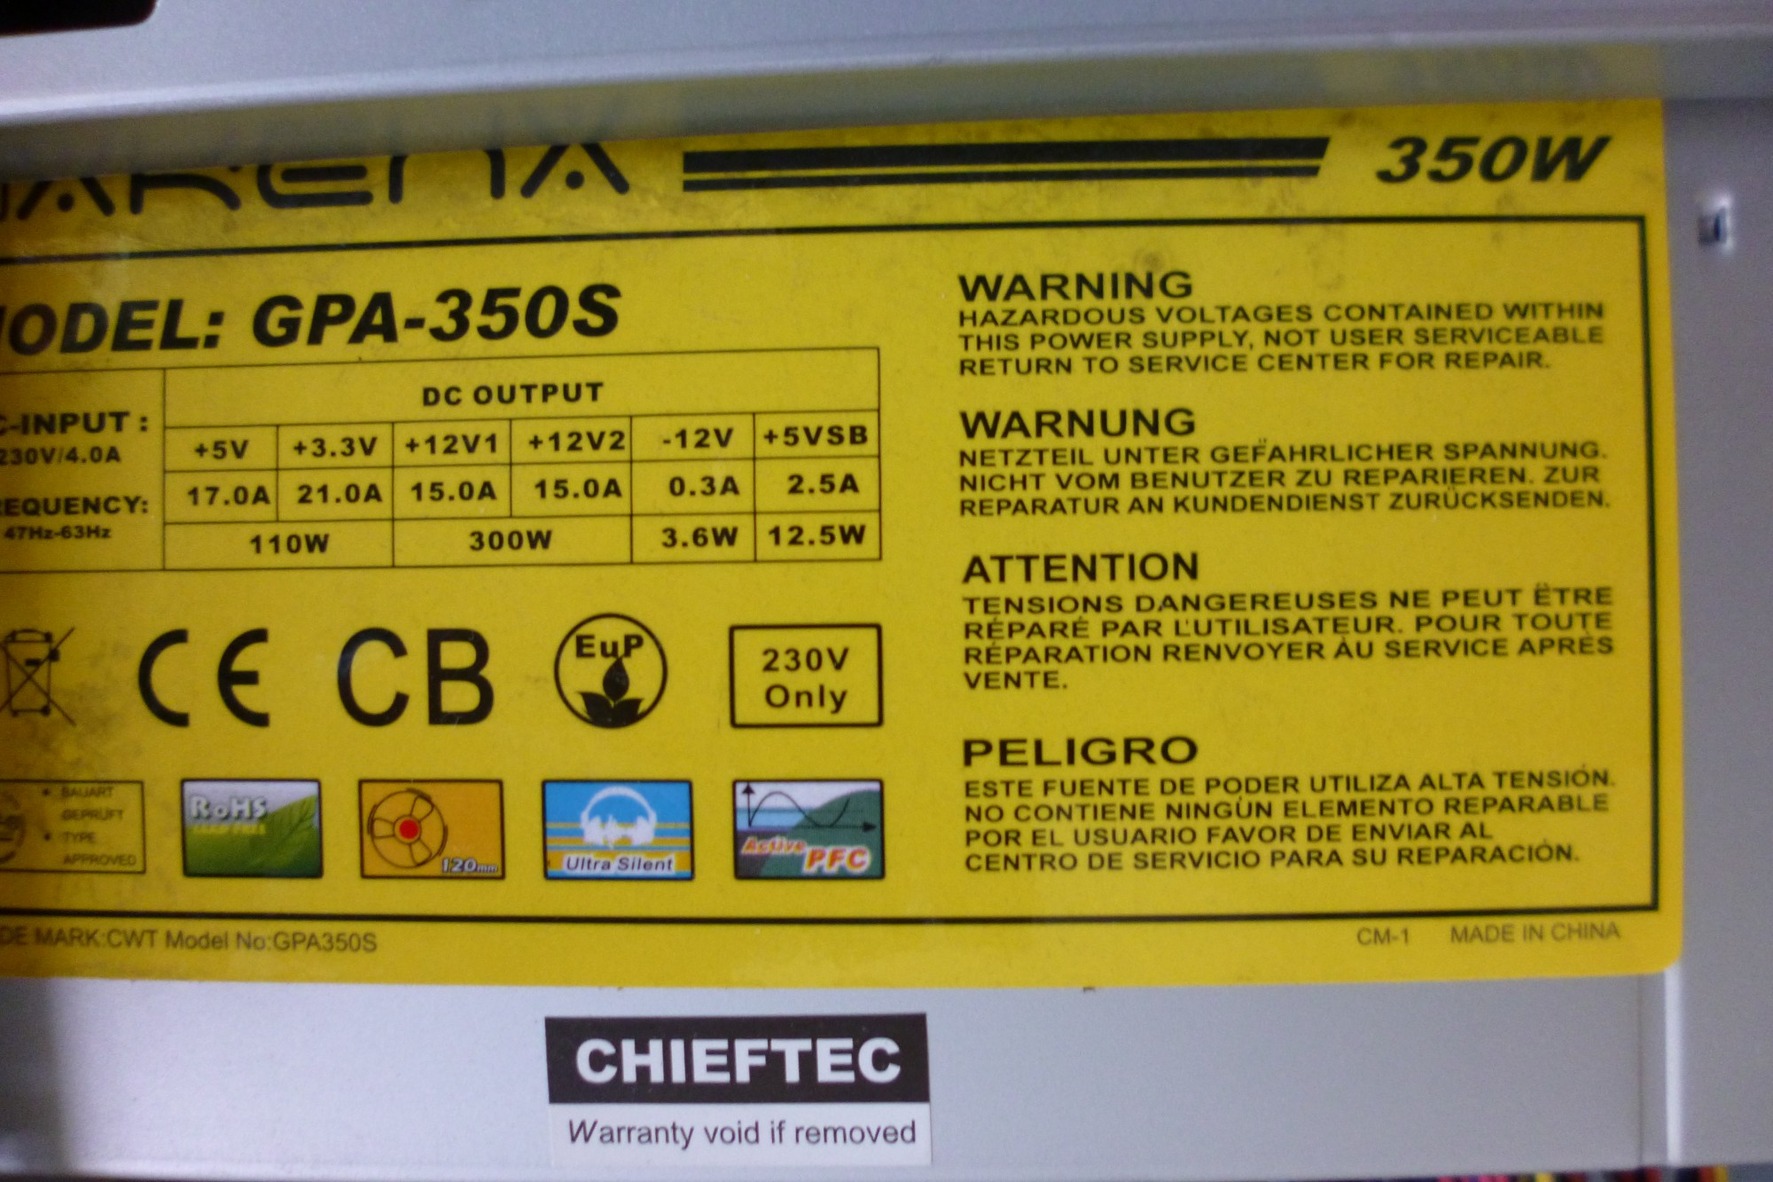 350W
MODEL: GPA-350S
DC OUTPUT
C-INPUT :
230V/4.0A
+5V +3.3V +12V1 +12V2 -12V +5VSB
17.0A 21.0A 15.0A 15.0A 0.3A 2.5A
EQUENCY:
47Hz-63Hz
110W 300W 3.6W 12.5W
CE CB EuP
230V
Only
BAUART
GEPRÜFT
TYPE
APPROVED
RoHS
LEAD FREE
120mm
Ultra Silent
Active
PFC
WARNING
HAZARDOUS VOLTAGES CONTAINED WITHIN
THIS POWER SUPPLY, NOT USER SERVICEABLE
RETURN TO SERVICE CENTER FOR REPAIR.
WARNUNG
NETZTEIL UNTER GEFÄHRLICHER SPANNUNG.
NICHT VOM BENUTZER ZU REPARIEREN. ZUR
REPARATUR AN KUNDENDIENST ZURÜCKSENDEN.
ATTENTION
TENSIONS DANGEREUSES NE PEUT ËTRE
RÉPARÉ PAR L'UTILISATEUR. POUR TOUTE
RÉPARATION RENVOYER ÀU SERVICE APRÈS
VENTE.
PELIGRO
ESTE FUENTE DE PODER UTILIZA ALTA TENSIÓN.
NO CONTIENE NINGÚN ELEMENTO REPARABLE
POR EL USUARIO FAVOR DE ENVIAR AL
CENTRO DE SERVICIO PARA SU REPARACIÓN.
DE MARK:CWT Model No:GPA350S
CM-1 MADE IN CHINA
CHIEFTEC
Warranty void if removed